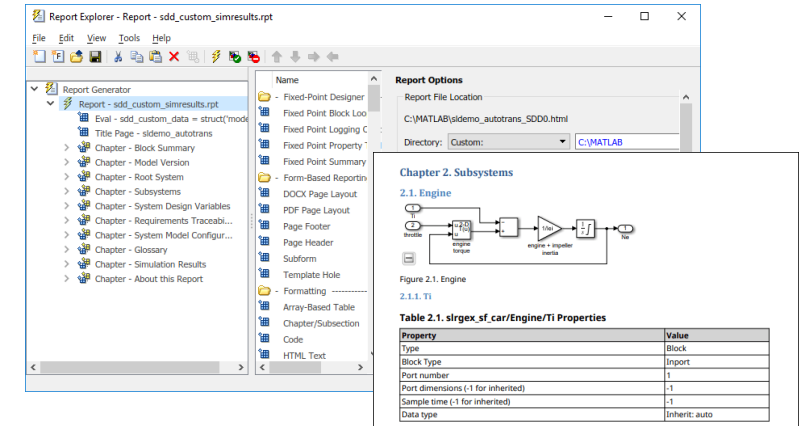 Report Explorer - Report - sdd_custom_simresults.rpt
File Edit View Tools Help
Report Generator
Report - sdd_custom_simresults.rpt
Eval - sdd_custom_data = struct('mode
Title Page - sldemo_autotrans
Chapter - Block Summary
Chapter - Model Version
Chapter - Root System
Chapter - Subsystems
Chapter - System Design Variables
Chapter - Requirements Traceabi...
Chapter - System Model Configur...
Chapter - Glossary
Chapter - Simulation Results
Chapter - About this Report
Name
- Fixed-Point Designer
Fixed Point Block Loo
Fixed Point Logging C
Fixed Point Property T
Fixed Point Summary
- Form-Based Reporting
DOCX Page Layout
PDF Page Layout
Page Footer
Page Header
Subform
Template Hole
- Formatting ----------
Array-Based Table
Chapter/Subsection
Code
HTML Text
Report Options
Report File Location
C:\MATLAB\sldemo_autotrans_SDD0.html
Directory: Custom: C:\MATLAB
Chapter 2. Subsystems
2.1. Engine
1
Ti
2
throttle
u
engine
torque
1/Iei
engine + impeller
inertia
1
s
1
Ne
Figure 2.1. Engine
2.1.1. Ti
Table 2.1. slrgex_sf_car/Engine/Ti Properties
Property Value
Type Block
Block Type Inport
Port number 1
Port dimensions (-1 for inherited) -1
Sample time (-1 for inherited) -1
Data type Inherit: auto